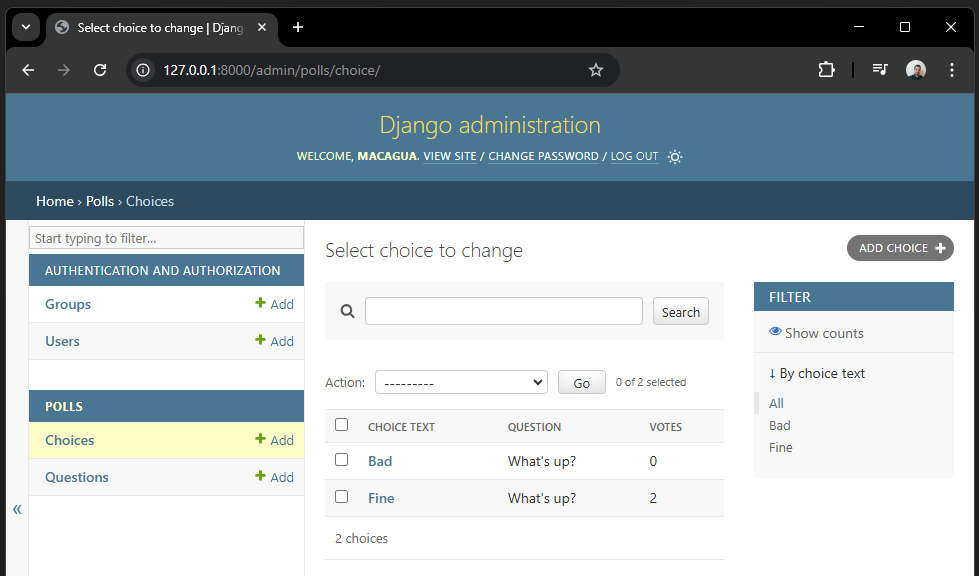 Select choice to change | Djang
127.0.0.1:8000/admin/polls/choice/
Django administration
WELCOME, MACAGUA. VIEW SITE / CHANGE PASSWORD / LOG OUT
Home › Polls › Choices
Start typing to filter...
AUTHENTICATION AND AUTHORIZATION
Groups + Add
Users + Add
POLLS
Choices + Add
Questions + Add
«
Select choice to change
ADD CHOICE +
Search
Action: --------- Go 0 of 2 selected
CHOICE TEXT QUESTION VOTES
Bad What's up? 0
Fine What's up? 2
2 choices
FILTER
Show counts
↓ By choice text
All
Bad
Fine